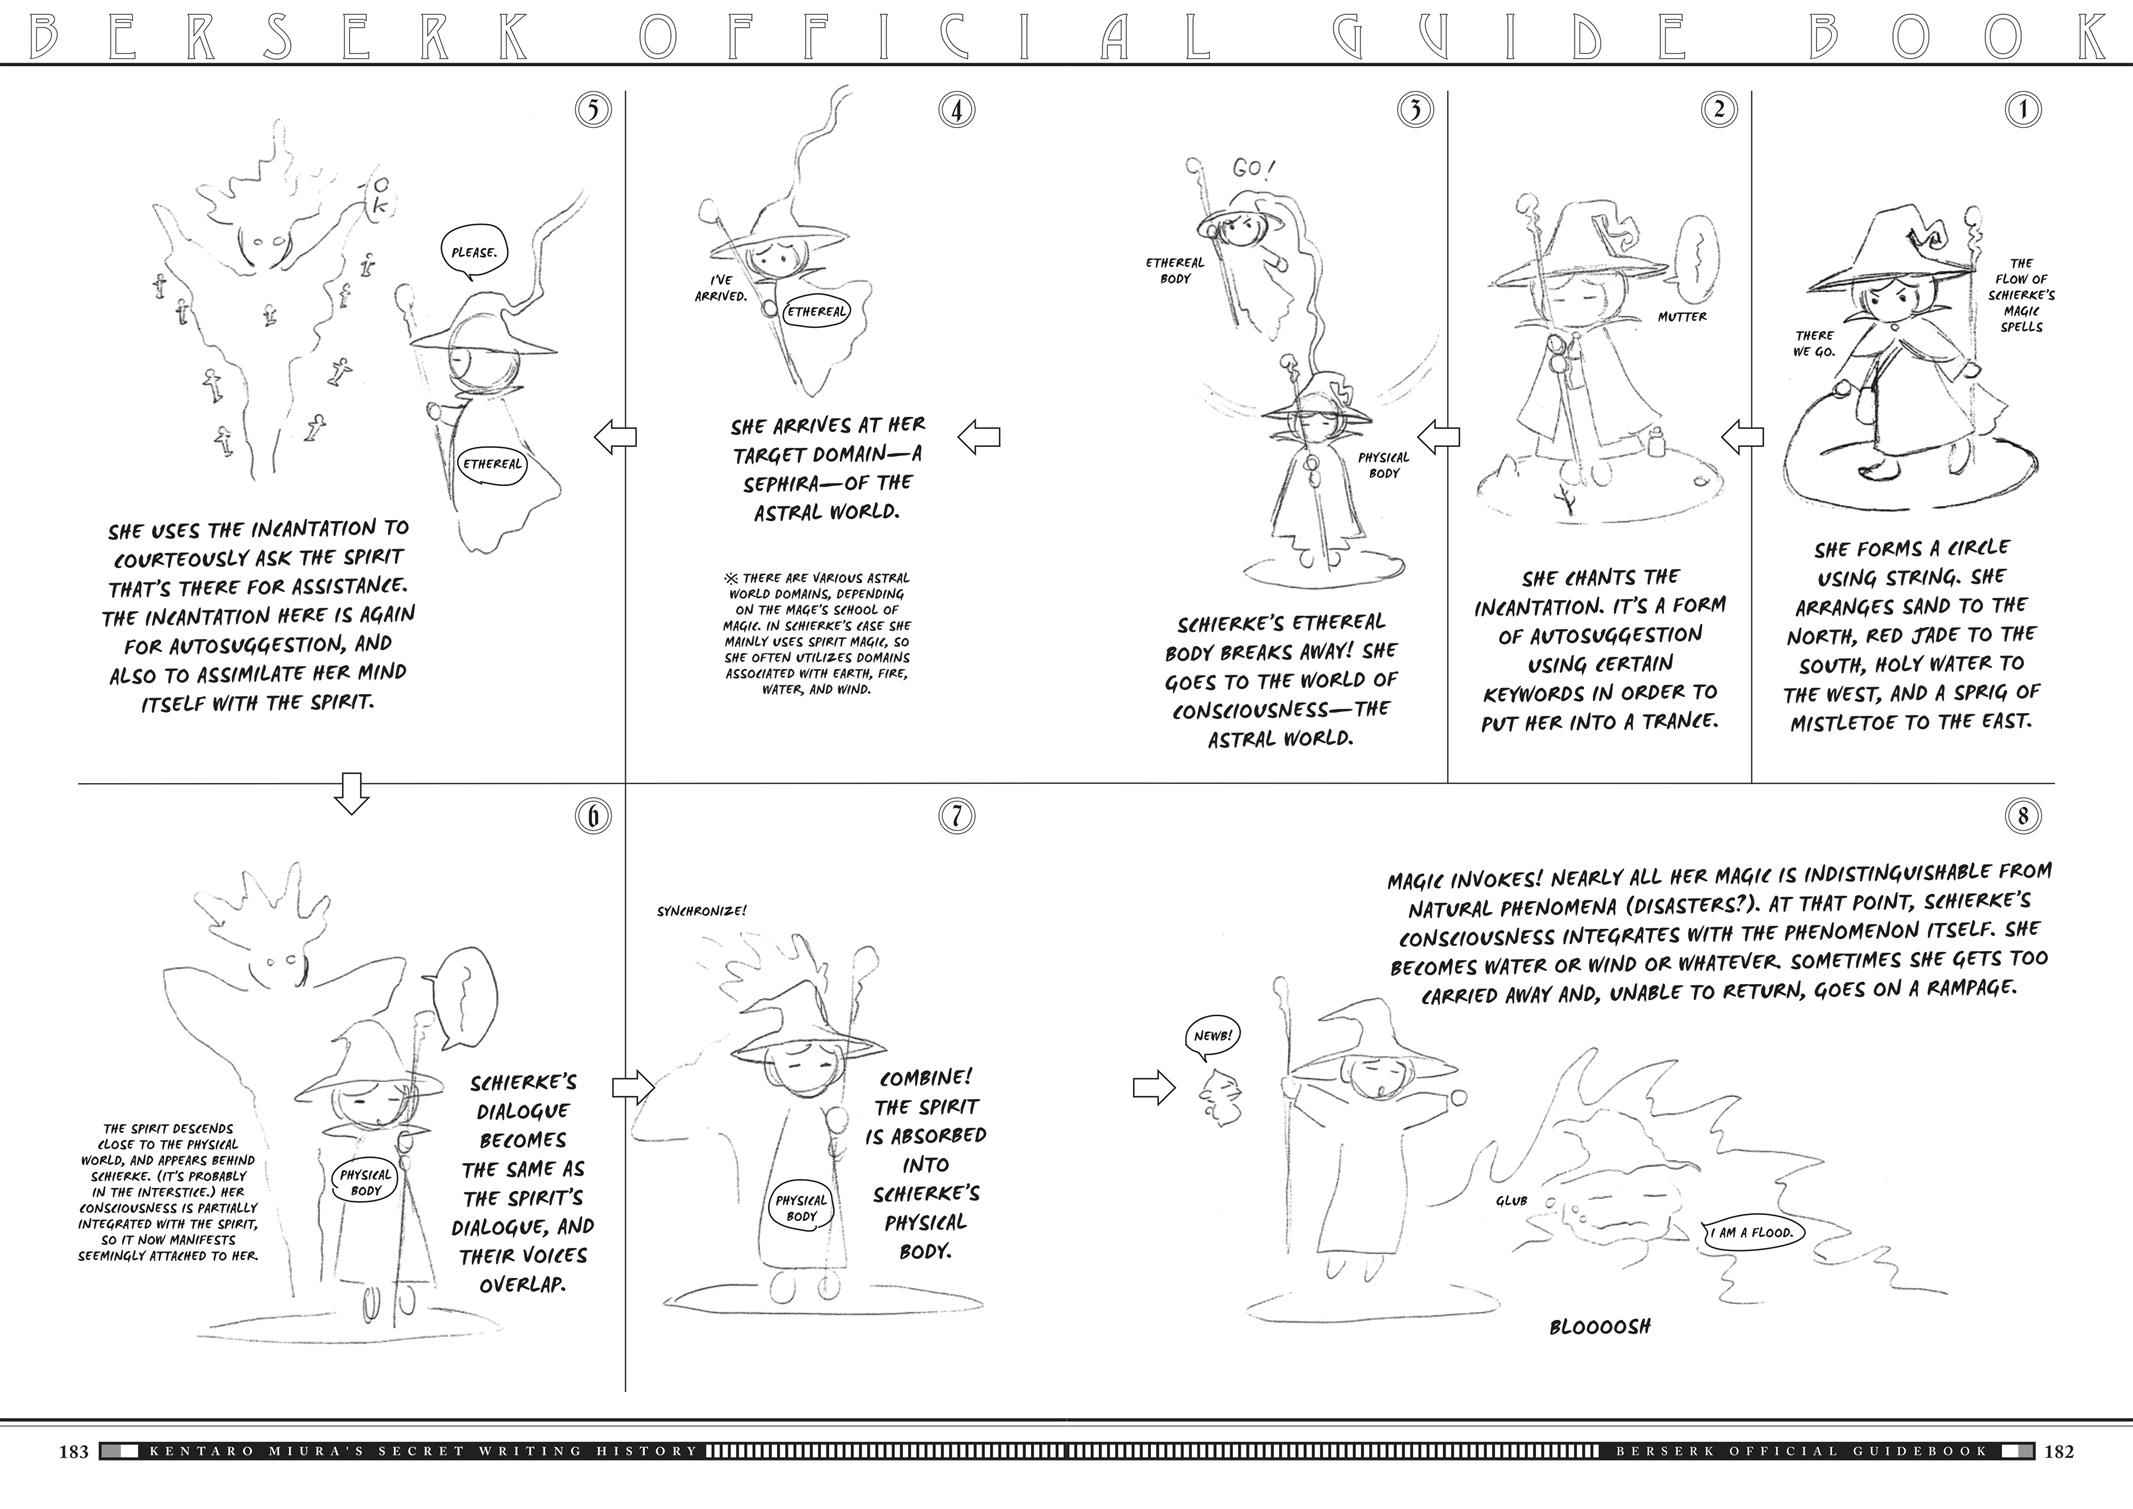 BERSERK OFFICIAL GUIDE BOOK
1
THE
FLOW OF
SCHIERKE'S
MAGIC
SPELLS
THERE
WE GO.
SHE FORMS A CIRCLE
USING STRING. SHE
ARRANGES SAND TO THE
NORTH, RED JADE TO THE
SOUTH, HOLY WATER TO
THE WEST, AND A SPRIG OF
MISTLETOE TO THE EAST.
2
MUTTER
SHE CHANTS THE
INCANTATION. IT'S A FORM
OF AUTOSUGGESTION
USING CERTAIN
KEYWORDS IN ORDER TO
PUT HER INTO A TRANCE.
3
GO!
ETHEREAL
BODY
PHYSICAL
BODY
SCHIERKE'S ETHEREAL
BODY BREAKS AWAY! SHE
GOES TO THE WORLD OF
CONSCIOUSNESS—THE
ASTRAL WORLD.
4
I'VE
ARRIVED.
ETHEREAL
SHE ARRIVES AT HER
TARGET DOMAIN—A
SEPHIRA—OF THE
ASTRAL WORLD.
※ THERE ARE VARIOUS ASTRAL
WORLD DOMAINS, DEPENDING
ON THE MAGE'S SCHOOL OF
MAGIC. IN SCHIERKE'S CASE SHE
MAINLY USES SPIRIT MAGIC, SO
SHE OFTEN UTILIZES DOMAINS
ASSOCIATED WITH EARTH, FIRE,
WATER, AND WIND.
5
O
K
PLEASE.
ETHEREAL
SHE USES THE INCANTATION TO
COURTEOUSLY ASK THE SPIRIT
THAT'S THERE FOR ASSISTANCE.
THE INCANTATION HERE IS AGAIN
FOR AUTOSUGGESTION, AND
ALSO TO ASSIMILATE HER MIND
ITSELF WITH THE SPIRIT.
6
PHYSICAL
BODY
THE SPIRIT DESCENDS
CLOSE TO THE PHYSICAL
WORLD, AND APPEARS BEHIND
SCHIERKE. (IT'S PROBABLY
IN THE INTERSTICE.) HER
CONSCIOUSNESS IS PARTIALLY
INTEGRATED WITH THE SPIRIT,
SO IT NOW MANIFESTS
SEEMINGLY ATTACHED TO HER.
SCHIERKE'S
DIALOGUE
BECOMES
THE SAME AS
THE SPIRIT'S
DIALOGUE, AND
THEIR VOICES
OVERLAP.
7
SYNCHRONIZE!
PHYSICAL
BODY
COMBINE!
THE SPIRIT
IS ABSORBED
INTO
SCHIERKE'S
PHYSICAL
BODY.
8
MAGIC INVOKES! NEARLY ALL HER MAGIC IS INDISTINGUISHABLE FROM
NATURAL PHENOMENA (DISASTERS?). AT THAT POINT, SCHIERKE'S
CONSCIOUSNESS INTEGRATES WITH THE PHENOMENON ITSELF. SHE
BECOMES WATER OR WIND OR WHATEVER. SOMETIMES SHE GETS TOO
CARRIED AWAY AND, UNABLE TO RETURN, GOES ON A RAMPAGE.
NEWB!
GLUB
I AM A FLOOD.
BLOOOOSH
183 KENTARO MIURA'S SECRET WRITING HISTORY
BERSERK OFFICIAL GUIDEBOOK 182